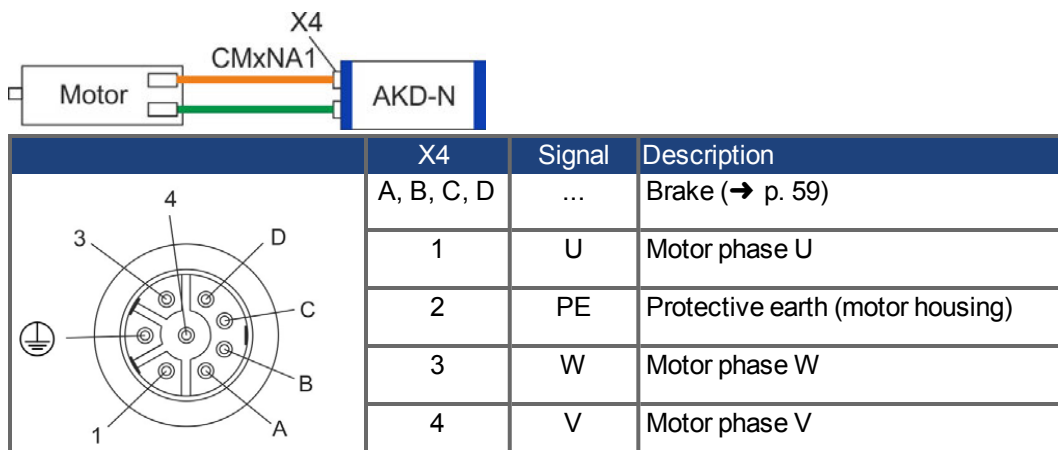 X4
CMxNA1
Motor
AKD-N
X4 Signal Description
A, B, C, D ... Brake (➜ p. 59)
1 U Motor phase U
2 PE Protective earth (motor housing)
3 W Motor phase W
4 V Motor phase V
4
3
D
C
B
1
A